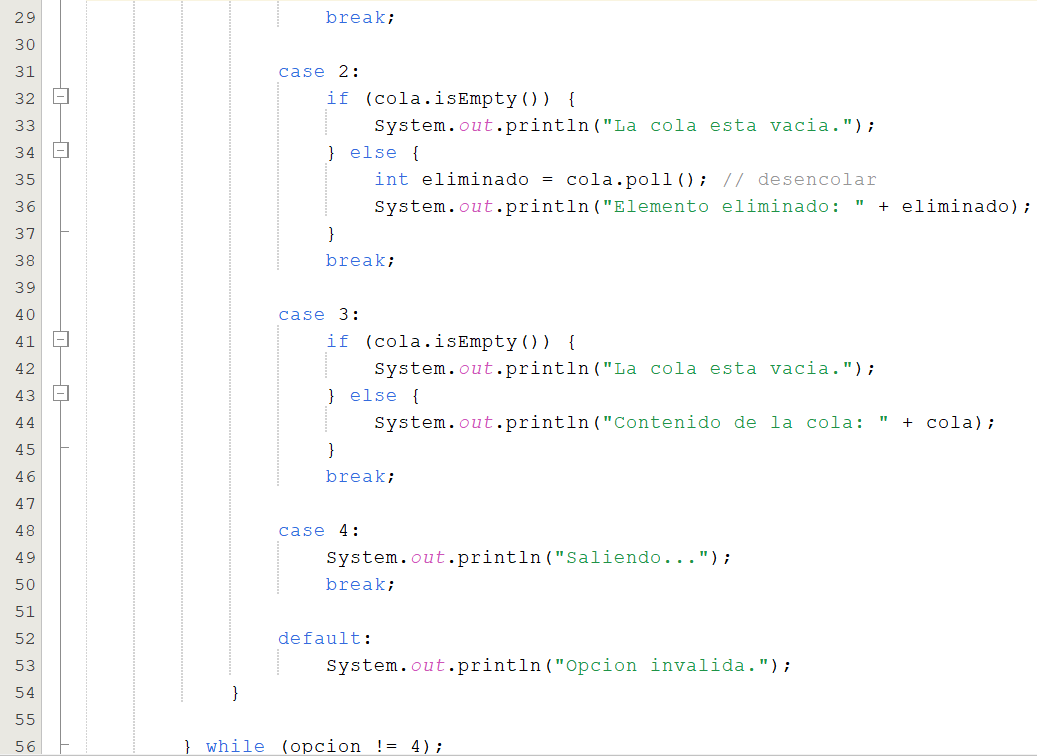 29 break;
30
31 case 2:
32 if (cola.isEmpty()) {
33 System.out.println("La cola esta vacia.");
34 } else {
35 int eliminado = cola.poll(); // desencolar
36 System.out.println("Elemento eliminado: " + eliminado);
37 }
38 break;
39
40 case 3:
41 if (cola.isEmpty()) {
42 System.out.println("La cola esta vacia.");
43 } else {
44 System.out.println("Contenido de la cola: " + cola);
45 }
46 break;
47
48 case 4:
49 System.out.println("Saliendo...");
50 break;
51
52 default:
53 System.out.println("Opcion invalida.");
54 }
55
56 } while (opcion != 4);